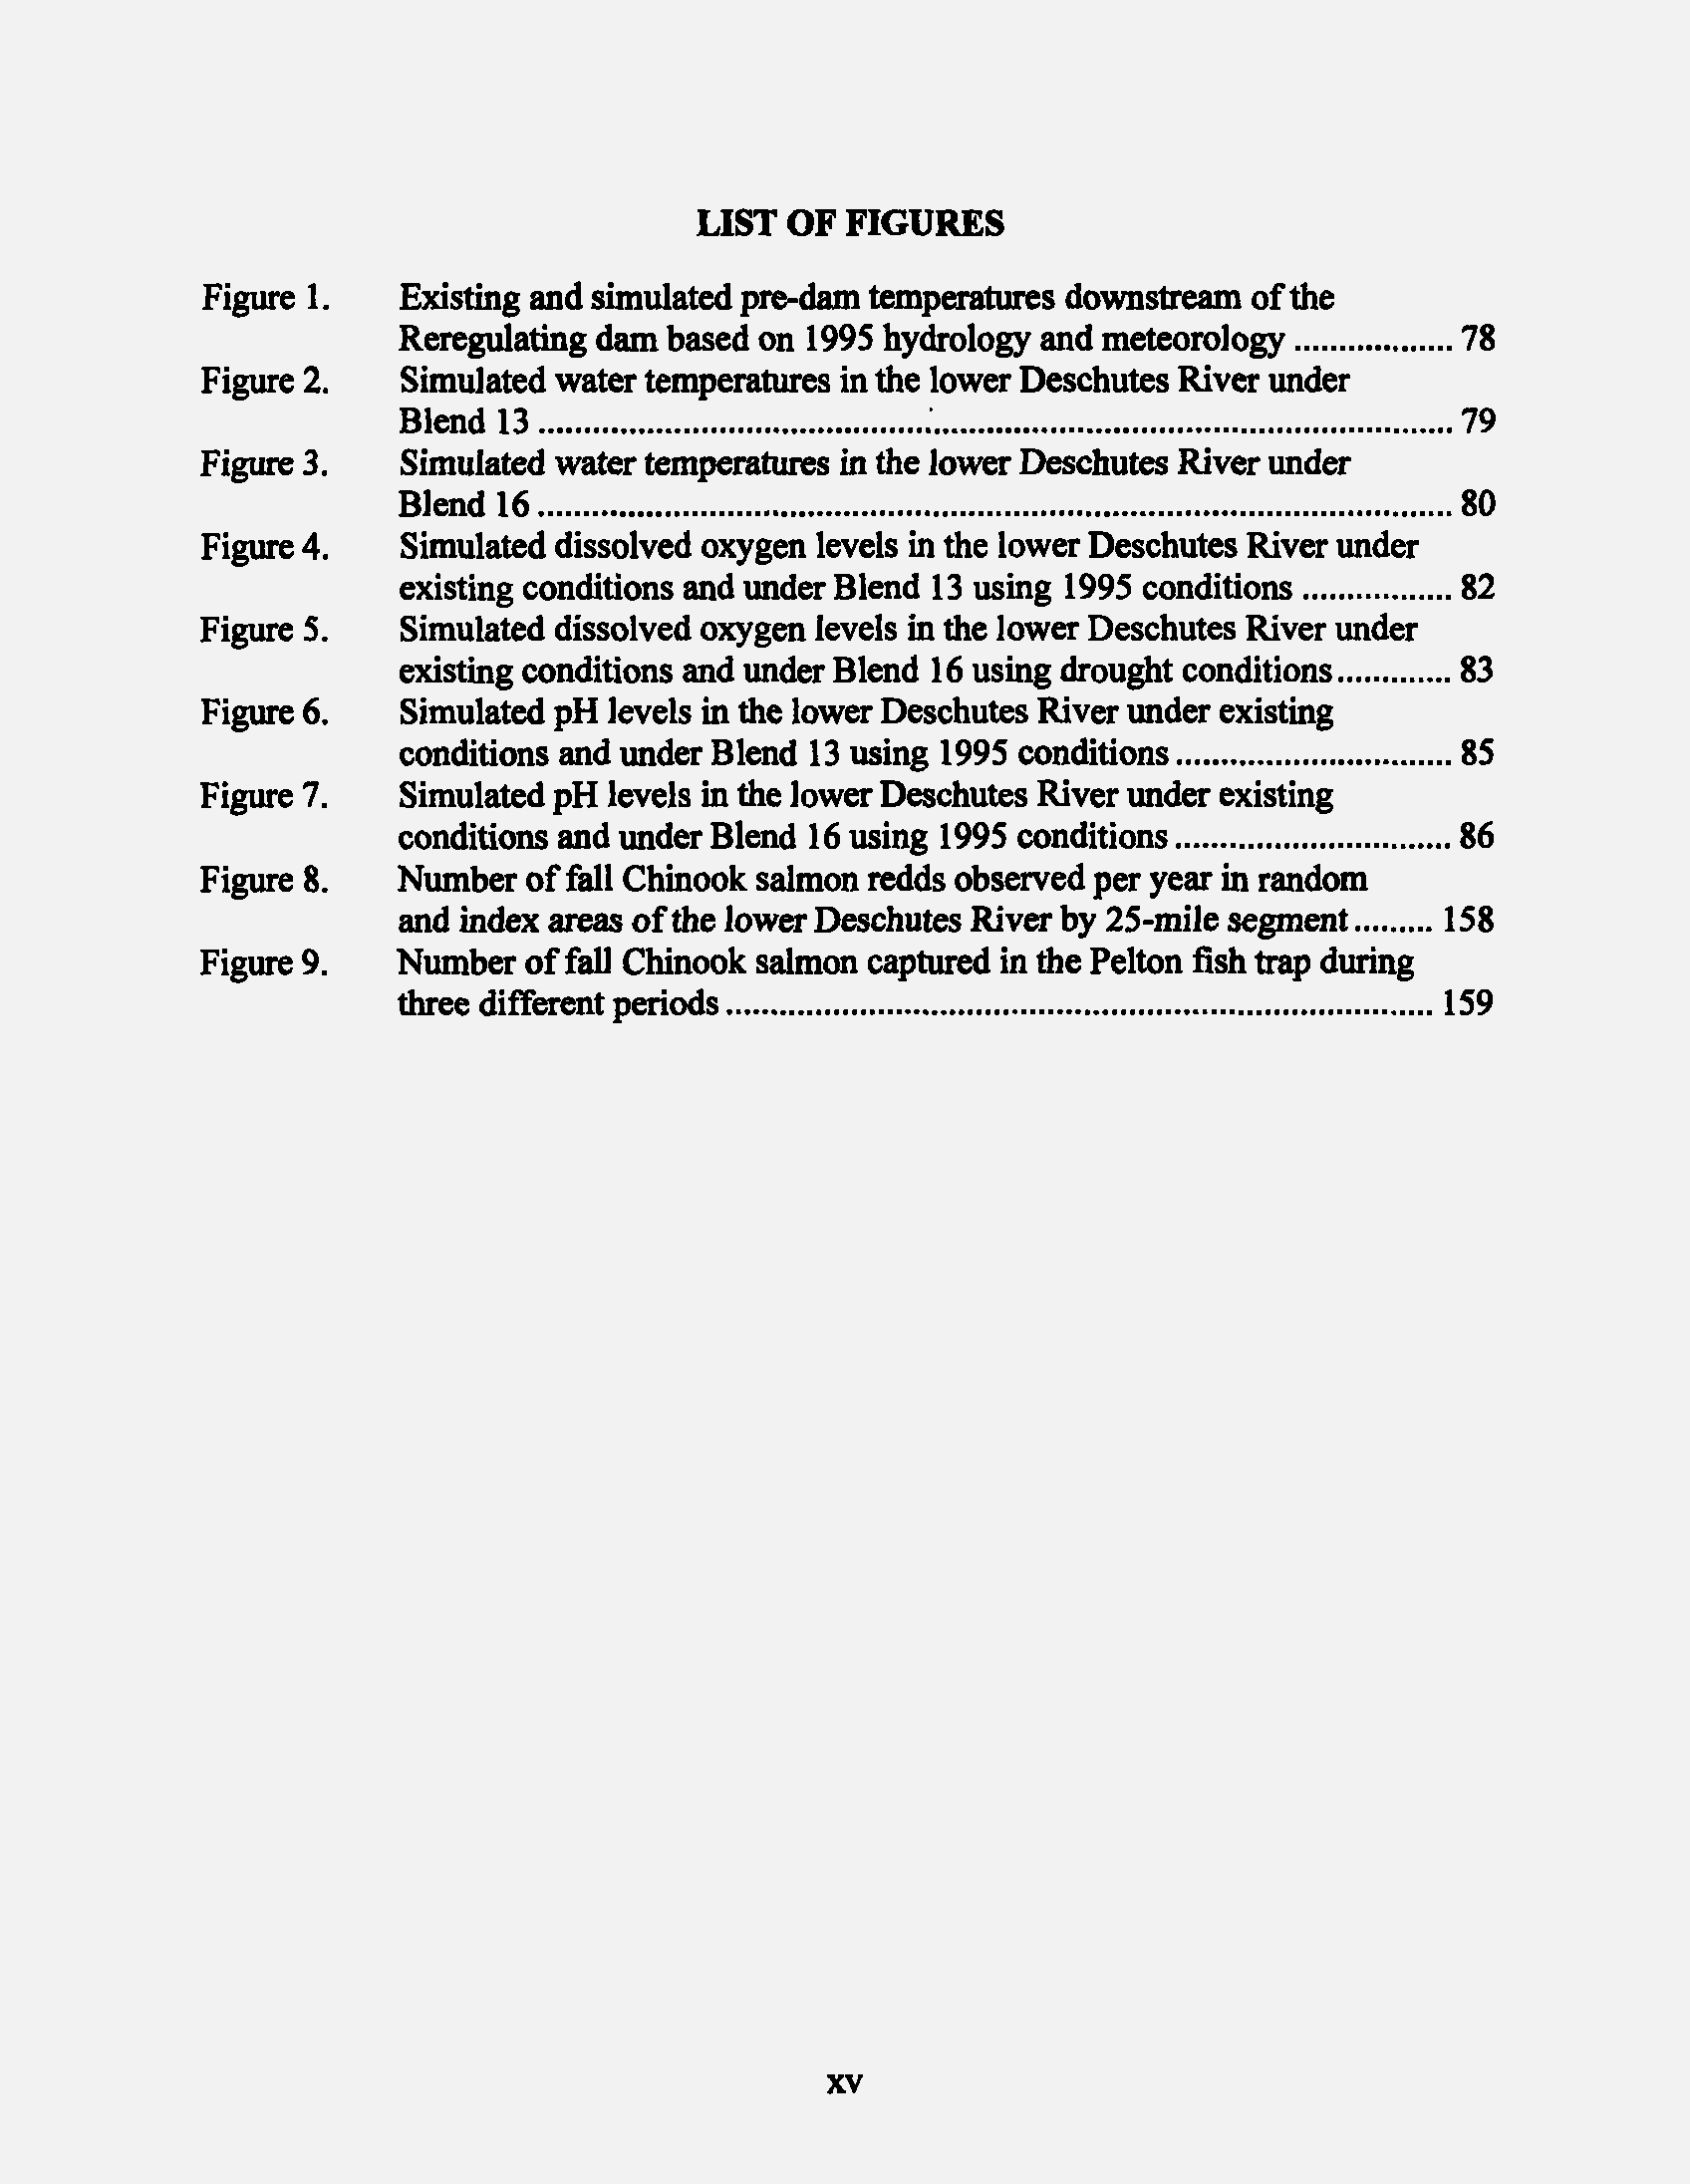 LIST OF FIGURES
Figure 1. Existing and simulated pre-dam temperatures downstream of the
Reregulating dam based on 1995 hydrology and meteorology .................. 78
Figure 2. Simulated water temperatures in the lower Deschutes River under
Blend 13 ........................................................................................................ 79
Figure 3. Simulated water temperatures in the lower Deschutes River under
Blend 16 ........................................................................................................ 80
Figure 4. Simulated dissolved oxygen levels in the lower Deschutes River under
existing conditions and under Blend 13 using 1995 conditions ................. 82
Figure 5. Simulated dissolved oxygen levels in the lower Deschutes River under
existing conditions and under Blend 16 using drought conditions............. 83
Figure 6. Simulated pH levels in the lower Deschutes River under existing
conditions and under Blend 13 using 1995 conditions ............................... 85
Figure 7. Simulated pH levels in the lower Deschutes River under existing
conditions and under Blend 16 using 1995 conditions ............................... 86
Figure 8. Number of fall Chinook salmon redds observed per year in random
and index areas of the lower Deschutes River by 25-mile segment......... 158
Figure 9. Number of fall Chinook salmon captured in the Pelton fish trap during
three different periods ................................................................................ 159
xv